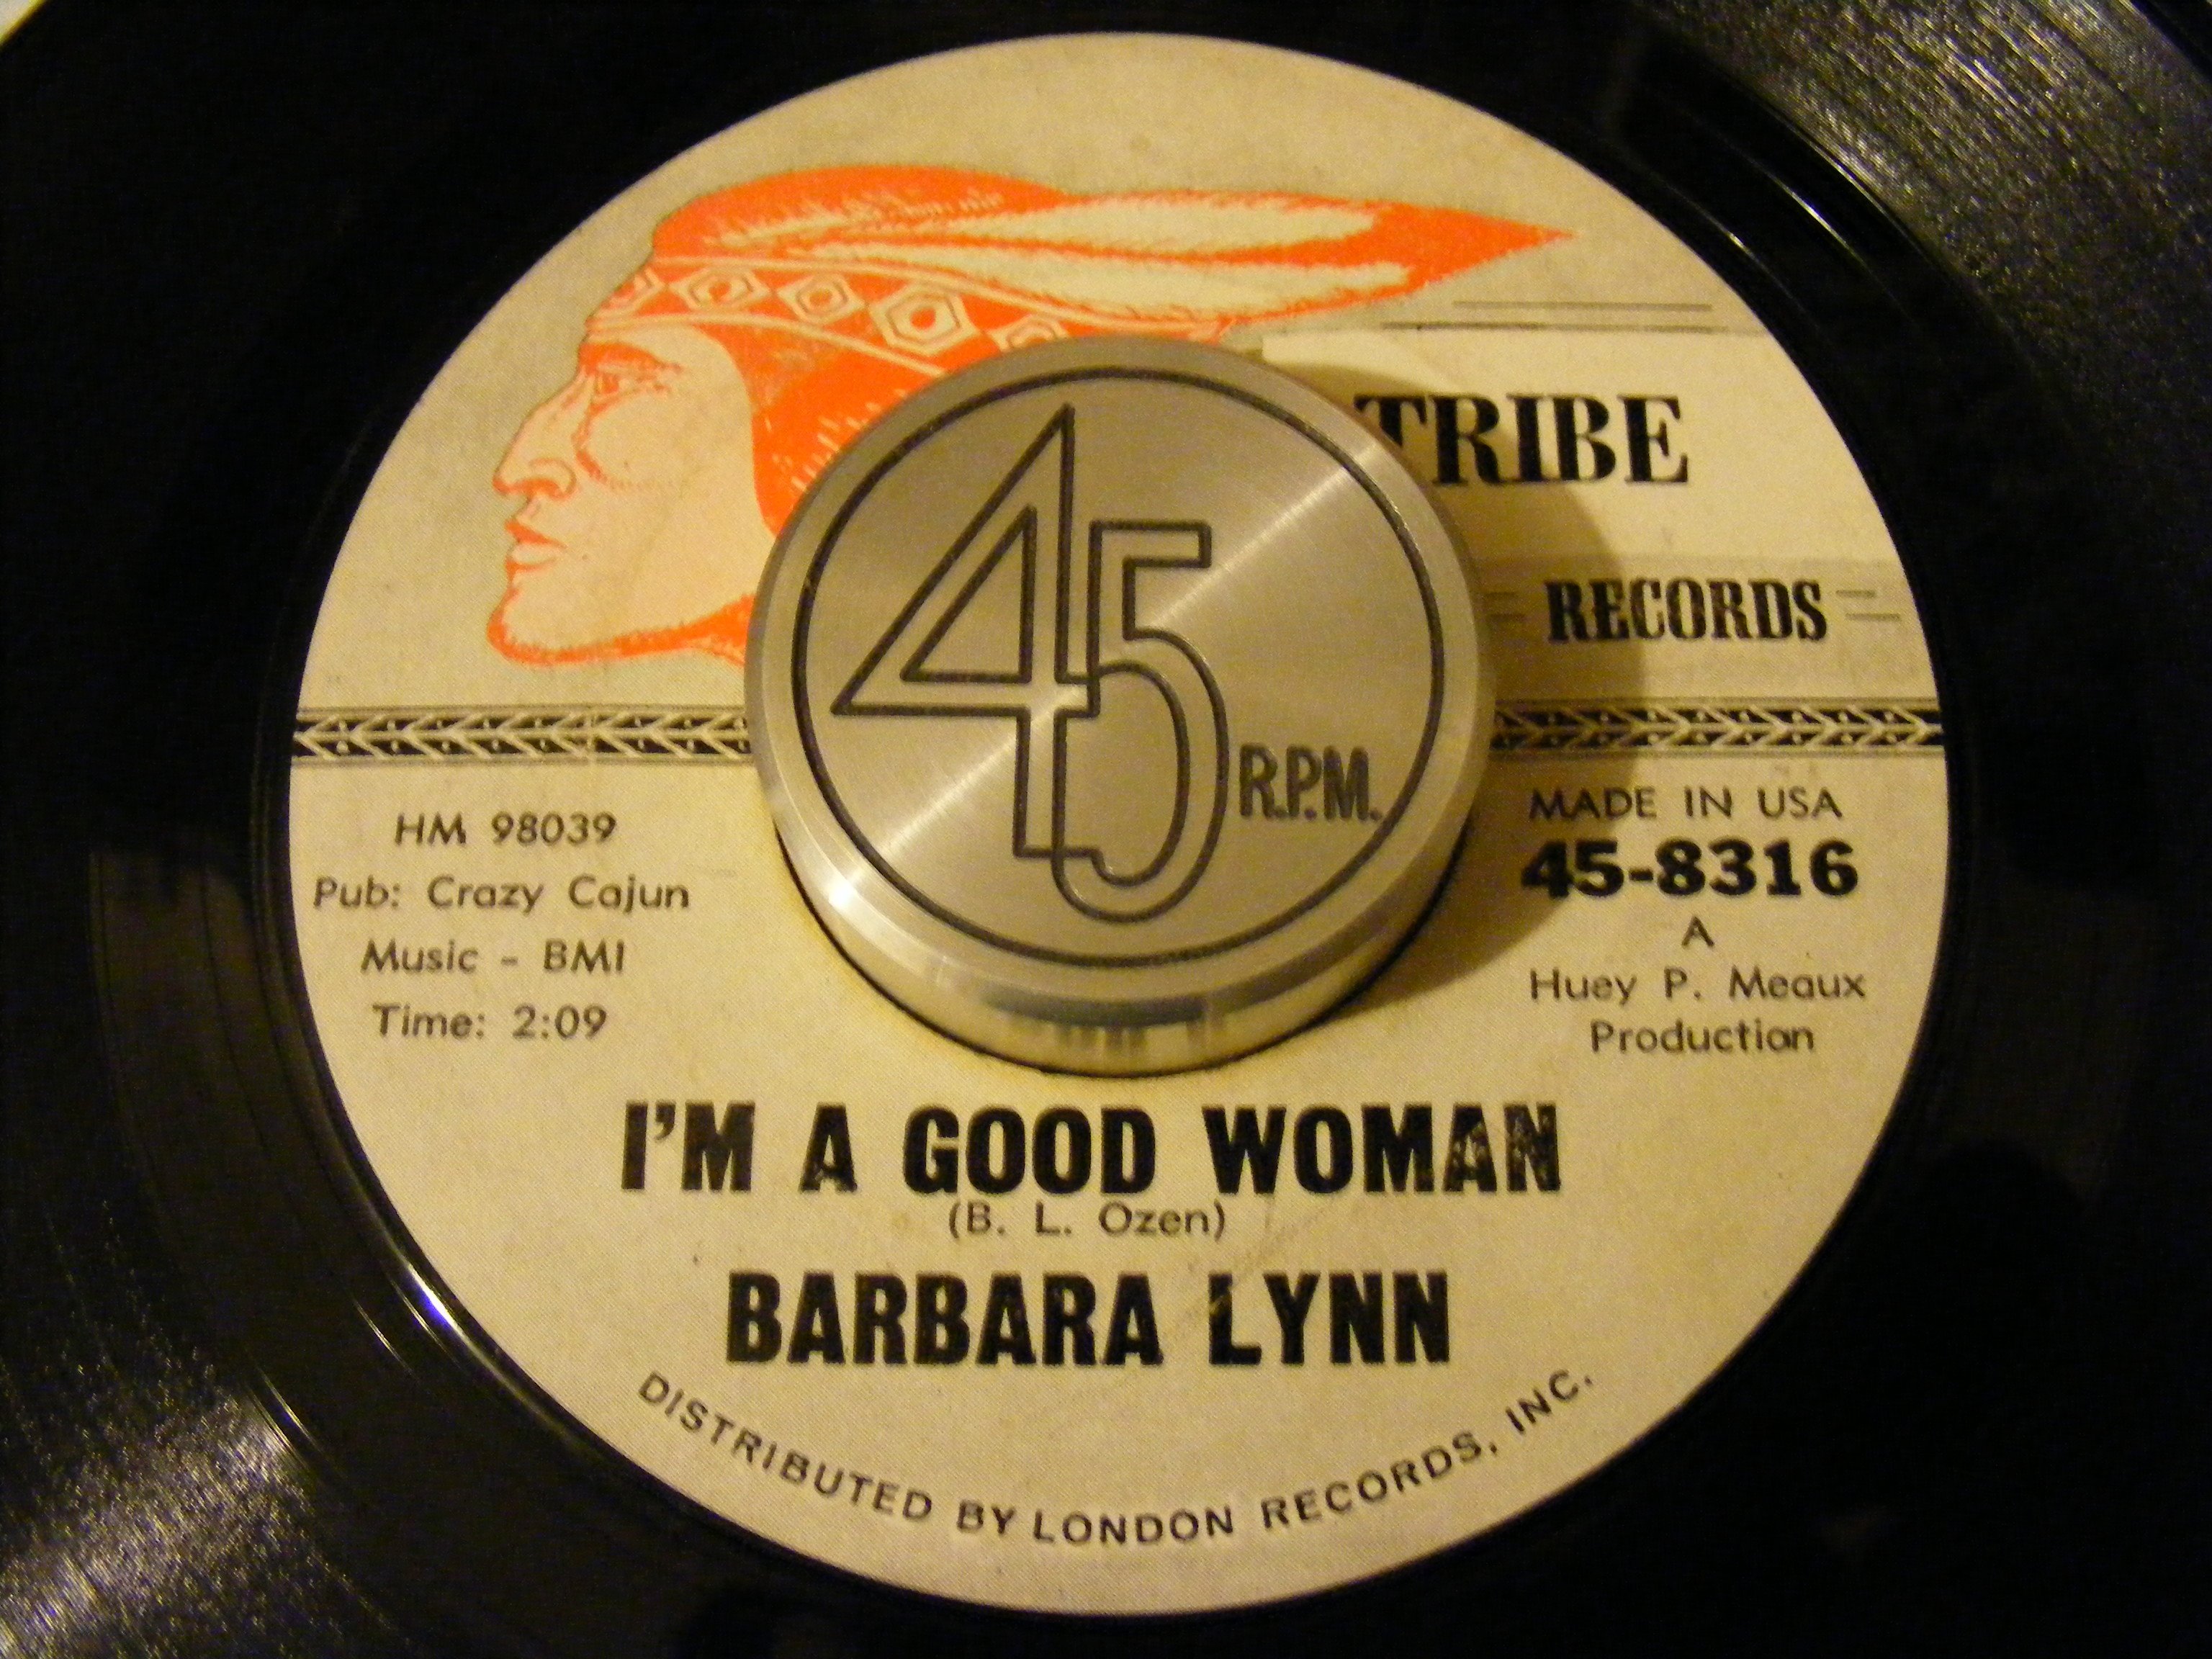 TRIBE
RECORDS
45
R.P.M.
HM 98039
Pub: Crazy Cajun
Music - BMI
Time: 2:09
MADE IN USA
45-8316
A
Huey P. Meaux
Production
I'M A GOOD WOMAN
(B. L. Ozen)
BARBARA LYNN
DISTRIBUTED BY LONDON RECORDS, INC.